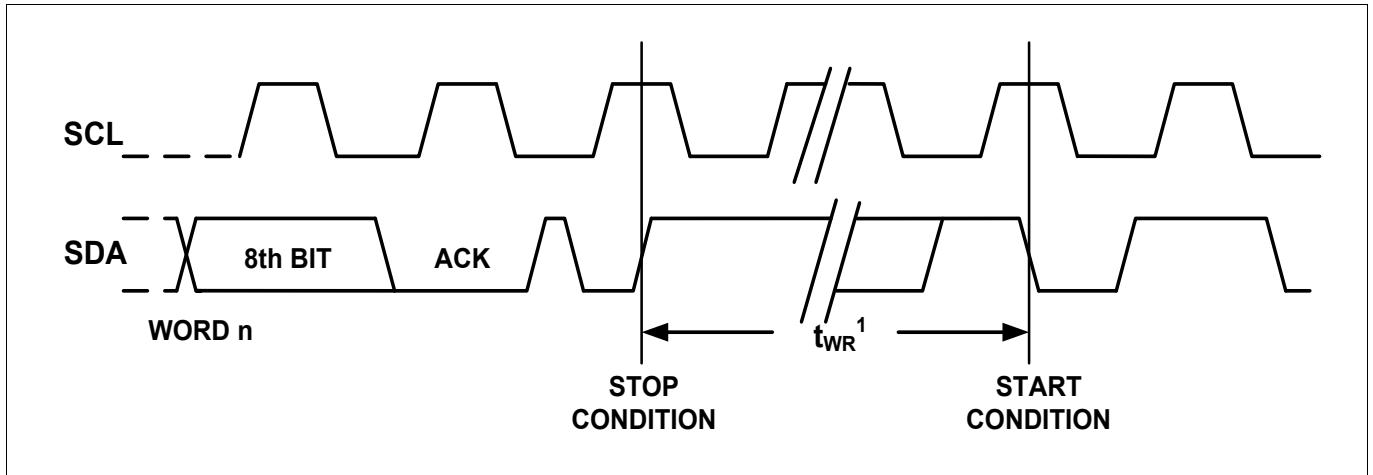 SCL
SDA
8th BIT
ACK
WORD n
tWR1
STOP
CONDITION
START
CONDITION